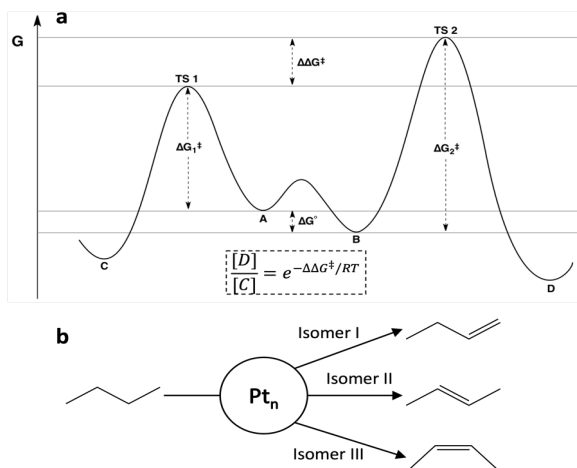 a
G
TS 1
TS 2
ΔΔG‡
ΔG₁‡
ΔG₂‡
A
ΔG°
B
C
D
[D]/[C] = e^{-ΔΔG‡/RT}
b
Isomer I
Isomer II
Isomer III
Ptₙ